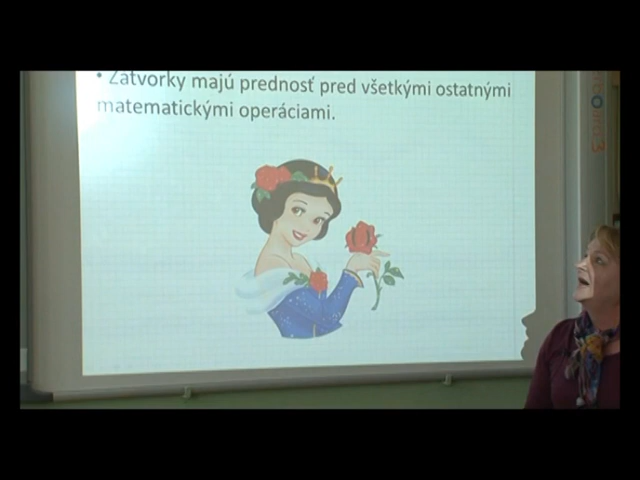 • Zátvorky majú prednosť pred všetkými ostatnými
matematickými operáciami.